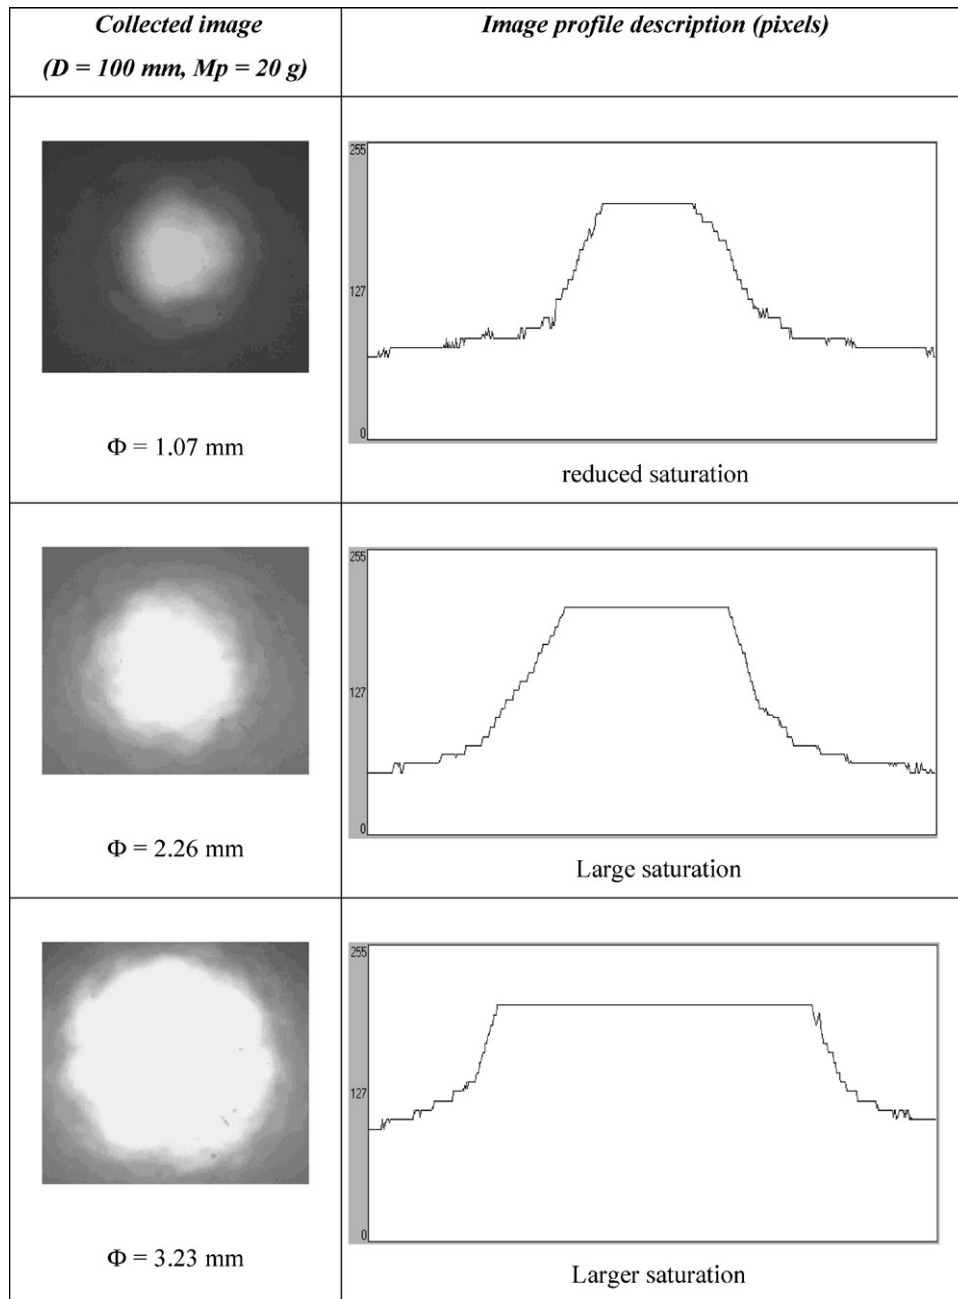 Collected image
(D = 100 mm, Mp = 20 g)
Image profile description (pixels)
255
127
0
Φ = 1.07 mm
reduced saturation
255
127
0
Φ = 2.26 mm
Large saturation
255
127
0
Φ = 3.23 mm
Larger saturation